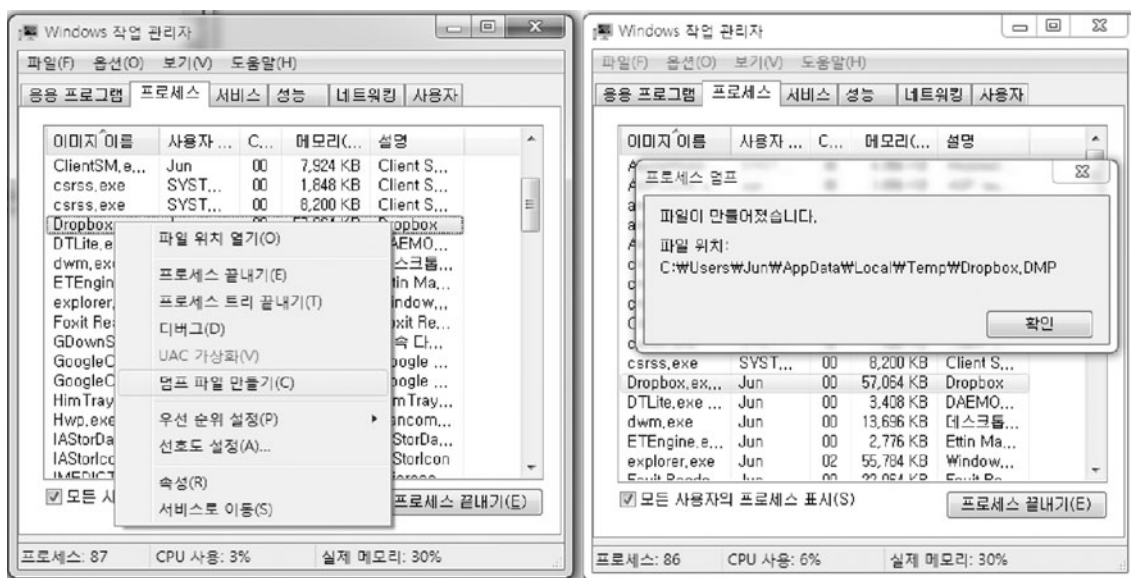 Windows 작업 관리자
파일(F) 옵션(O) 보기(V) 도움말(H)
응용 프로그램 프로세스 서비스 성능 네트워킹 사용자
이미지 이름 사용자 ... C... 메모리(... 설명
ClientSM,e... Jun 00 7,924 KB Client S...
csrss.exe SYST... 00 1,848 KB Client S...
csrss.exe SYST... 00 8,200 KB Client S...
Dropbox
DTLite.e AEMO...
dwm.ex 스크톱...
ETEngin tin Ma...
explorer. indow...
Foxit Re oxit Re...
GDownS 속 다...
GoogleC oogle ...
GoogleC oogle ...
HimTray mTray...
Hwp.exe ancom...
IAStorDa StorDa...
IAStorIco StorIcon
파일 위치 열기(O)
프로세스 끝내기(E)
프로세스 트리 끝내기(T)
디버그(D)
UAC 가상화(V)
덤프 파일 만들기(C)
우선 순위 설정(P)
선호도 설정(A)...
속성(R)
서비스로 이동(S)
모든 사 프로세스 끝내기(E)
프로세스: 87 CPU 사용: 3% 실제 메모리: 30%
Windows 작업 관리자
파일(F) 옵션(O) 보기(V) 도움말(H)
응용 프로그램 프로세스 서비스 성능 네트워킹 사용자
이미지 이름 사용자 ... C... 메모리(... 설명
프로세스 덤프
파일이 만들어졌습니다.
파일 위치:
C:₩Users₩Jun₩AppData₩Local₩Temp₩Dropbox.DMP
확인
csrss.exe SYST... 00 8,200 KB Client S...
Dropbox.ex... Jun 00 57,064 KB Dropbox
DTLite.exe ... Jun 00 3,408 KB DAEMO...
dwm.exe Jun 00 13,696 KB 데스크톱...
ETEngine.e... Jun 00 2,776 KB Ettin Ma...
explorer.exe Jun 02 55,784 KB Window...
모든 사용자의 프로세스 표시(S) 프로세스 끝내기(E)
프로세스: 86 CPU 사용: 6% 실제 메모리: 30%